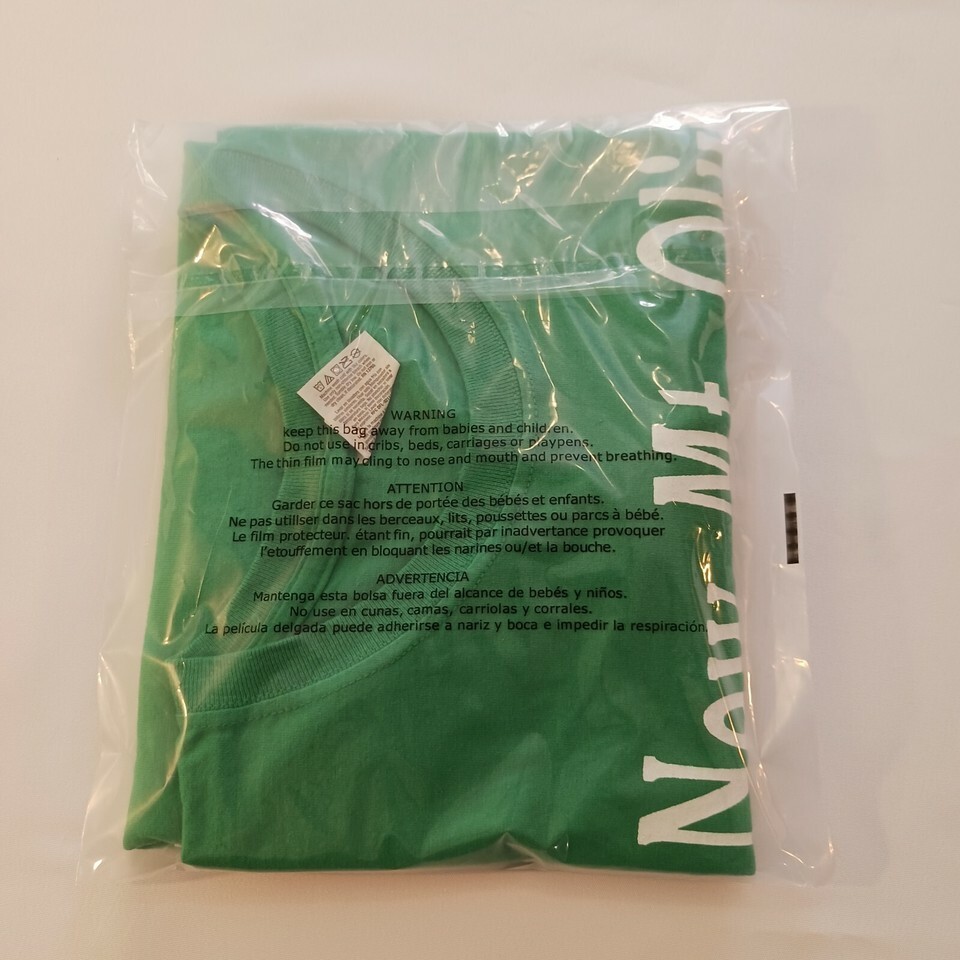 WARNING
keep this bag away from babies and children.
Do not use in cribs, beds, carriages or playpens.
The thin film may cling to nose and mouth and prevent breathing.
ATTENTION
Garder ce sac hors de portée des bébés et enfants.
Ne pas utiliser dans les berceaux, lits, poussettes ou parcs à bébé.
Le film protecteur. étant fin, pourrait par inadvertance provoquer
l'etouffement en bloquant les narines ou/et la bouche.
ADVERTENCIA
Mantenga esta bolsa fuera del alcance de bebés y niños.
No use en cunas, camas, carriolas y corrales.
La película delgada puede adherirse a nariz y boca e impedir la respiración.